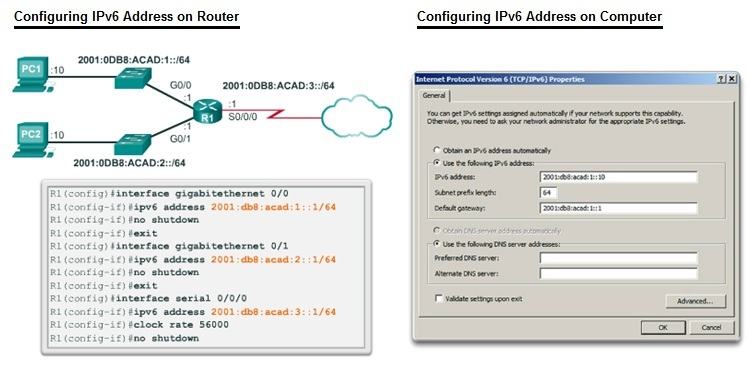 Configuring IPv6 Address on Router
2001:0DB8:ACAD:1::/64
PC1
:10
G0/0
:1
2001:0DB8:ACAD:3::/64
:1
R1
S0/0/0
PC2
:10
:1
G0/1
2001:0DB8:ACAD:2::/64
R1(config)#interface gigabitethernet 0/0
R1(config-if)#ipv6 address 2001:db8:acad:1::1/64
R1(config-if)#no shutdown
R1(config-if)#exit
R1(config)#interface gigabitethernet 0/1
R1(config-if)#ipv6 address 2001:db8:acad:2::1/64
R1(config-if)#no shutdown
R1(config-if)#exit
R1(config)#interface serial 0/0/0
R1(config-if)#ipv6 address 2001:db8:acad:3::1/64
R1(config-if)#clock rate 56000
R1(config-if)#no shutdown
Configuring IPv6 Address on Computer
Internet Protocol Version 6 (TCP/IPv6) Properties
General
You can get IPv6 settings assigned automatically if your network supports this capability.
Otherwise, you need to ask your network administrator for the appropriate IPv6 settings.
Obtain an IPv6 address automatically
Use the following IPv6 address:
IPv6 address: 2001:db8:acad:1::10
Subnet prefix length: 64
Default gateway: 2001:db8:acad:1::1
Obtain DNS server address automatically
Use the following DNS server addresses:
Preferred DNS server:
Alternate DNS server:
Validate settings upon exit
Advanced...
OK
Cancel